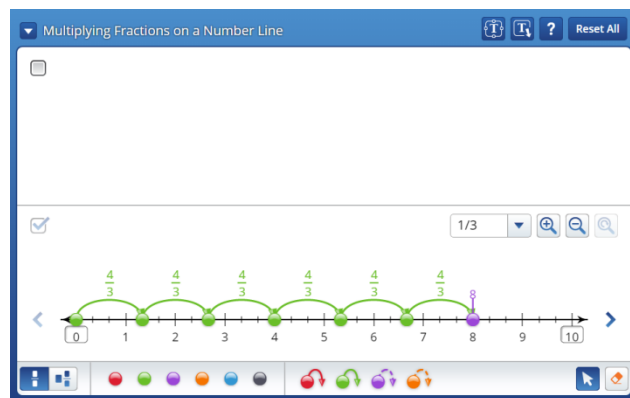 Multiplying Fractions on a Number Line T T ? Reset All
1/3
4/3 4/3 4/3 4/3 4/3 4/3 8
0 1 2 3 4 5 6 7 8 9 10